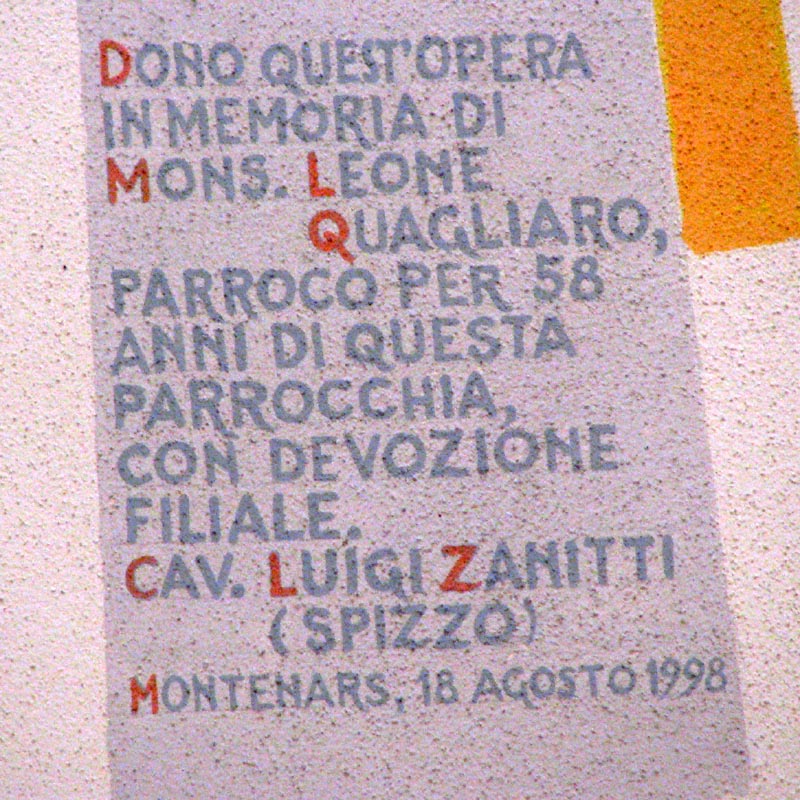 DONO QUEST'OPERA
IN MEMORIA DI
MONS. LEONE
QUAGLIARO,
PARROCO PER 58
ANNI DI QUESTA
PARROCCHIA,
CON DEVOZIONE
FILIALE.
CAV. LUIGI ZANITTI
(SPIZZO)
MONTENARS, 18 AGOSTO 1998